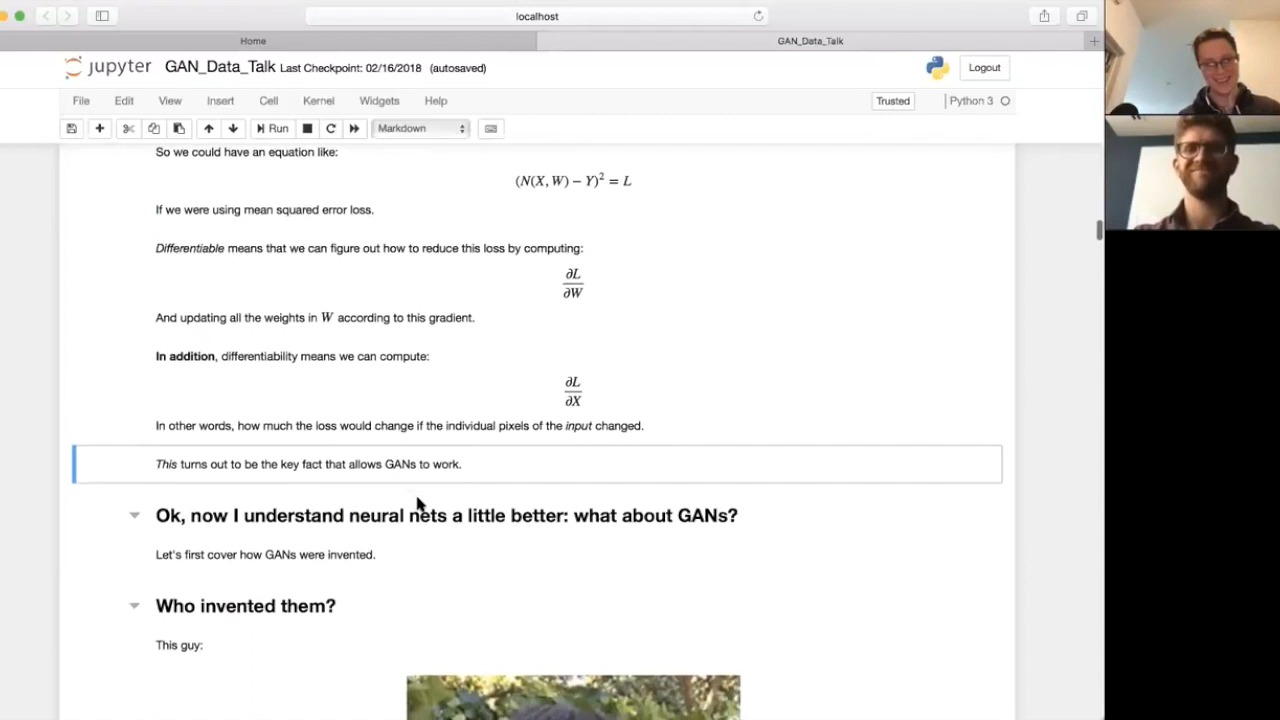 localhost
Home
GAN_Data_Talk
jupyter GAN_Data_Talk Last Checkpoint: 02/16/2018 (autosaved)
Logout
File Edit View Insert Cell Kernel Widgets Help
Trusted
Python 3
Run
Markdown
So we could have an equation like:
(N(X, W) − Y)² = L
If we were using mean squared error loss.
Differentiable means that we can figure out how to reduce this loss by computing:
∂L
∂W
And updating all the weights in W according to this gradient.
In addition, differentiability means we can compute:
∂L
∂X
In other words, how much the loss would change if the individual pixels of the input changed.
This turns out to be the key fact that allows GANs to work.
Ok, now I understand neural nets a little better: what about GANs?
Let's first cover how GANs were invented.
Who invented them?
This guy: